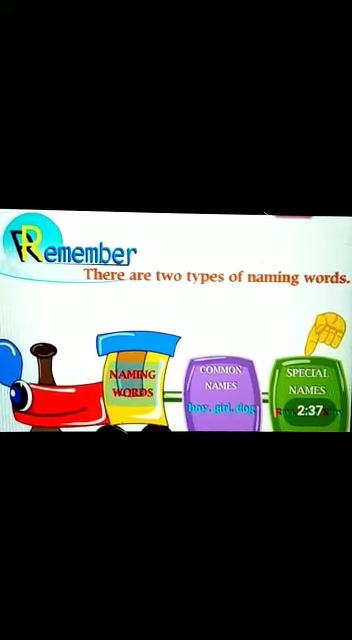 Remember
There are two types of naming words.
NAMING
WORDS
COMMON
NAMES
boy, girl, dog
SPECIAL
NAMES
2:37